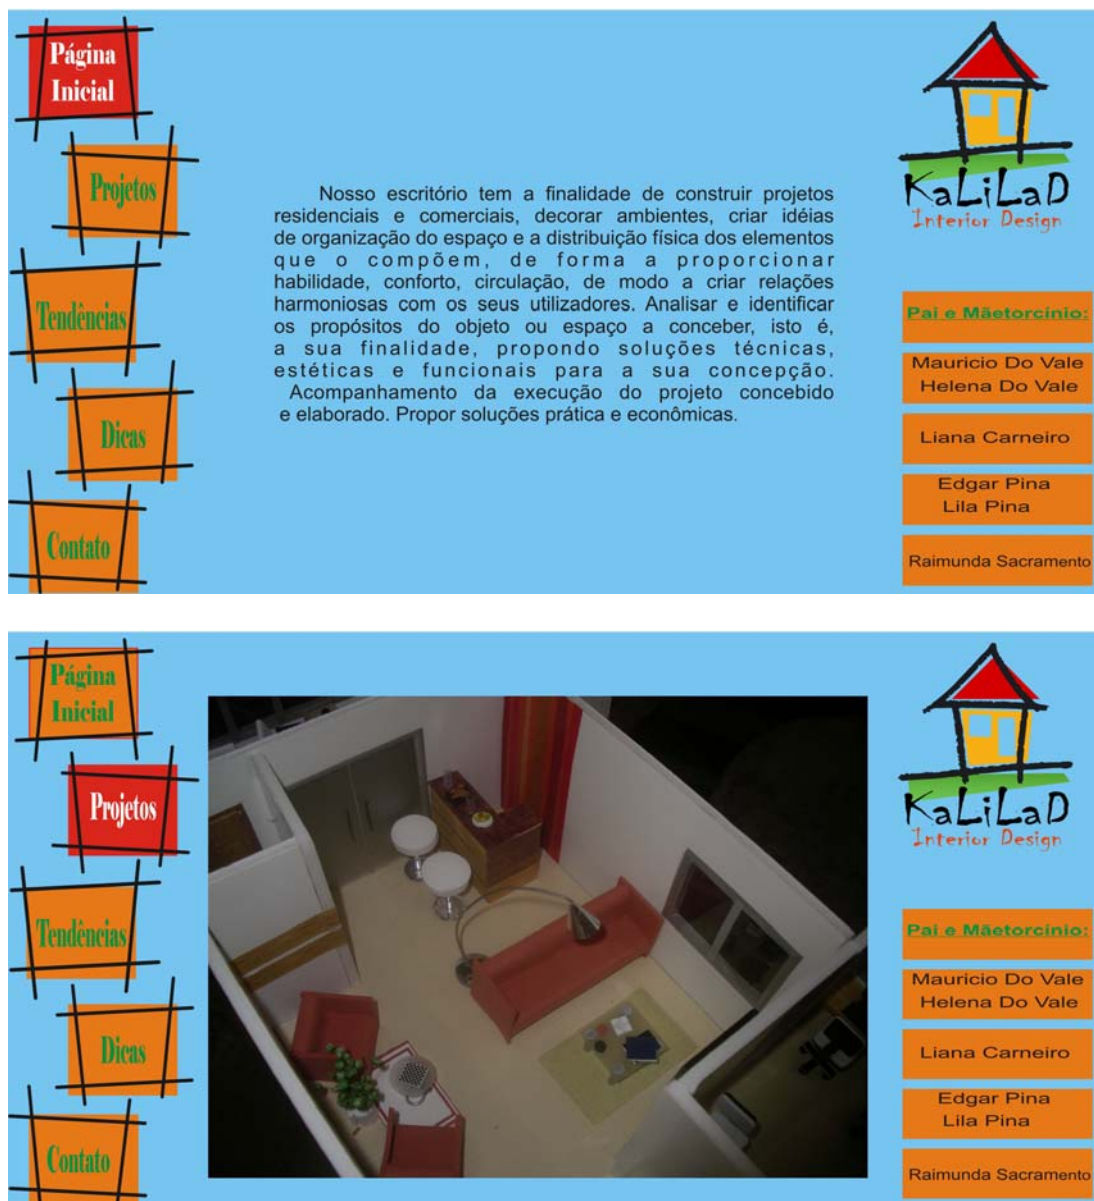 Página
Inicial
Projetos
Tendências
Dicas
Contato
Nosso escritório tem a finalidade de construir projetos
residenciais e comerciais, decorar ambientes, criar idéias
de organização do espaço e a distribuição física dos elementos
que o compõem, de forma a proporcionar
habilidade, conforto, circulação, de modo a criar relações
harmoniosas com os seus utilizadores. Analisar e identificar
os propósitos do objeto ou espaço a conceber, isto é,
a sua finalidade, propondo soluções técnicas,
estéticas e funcionais para a sua concepção.
Acompanhamento da execução do projeto concebido
e elaborado. Propor soluções prática e econômicas.
KaLiLaD
Interior Design
Pai e Mãetorcínio:
Mauricio Do Vale
Helena Do Vale
Liana Carneiro
Edgar Pina
Lila Pina
Raimunda Sacramento
Página
Inicial
Projetos
Tendências
Dicas
Contato
KaLiLaD
Interior Design
Pai e Mãetorcínio:
Mauricio Do Vale
Helena Do Vale
Liana Carneiro
Edgar Pina
Lila Pina
Raimunda Sacramento